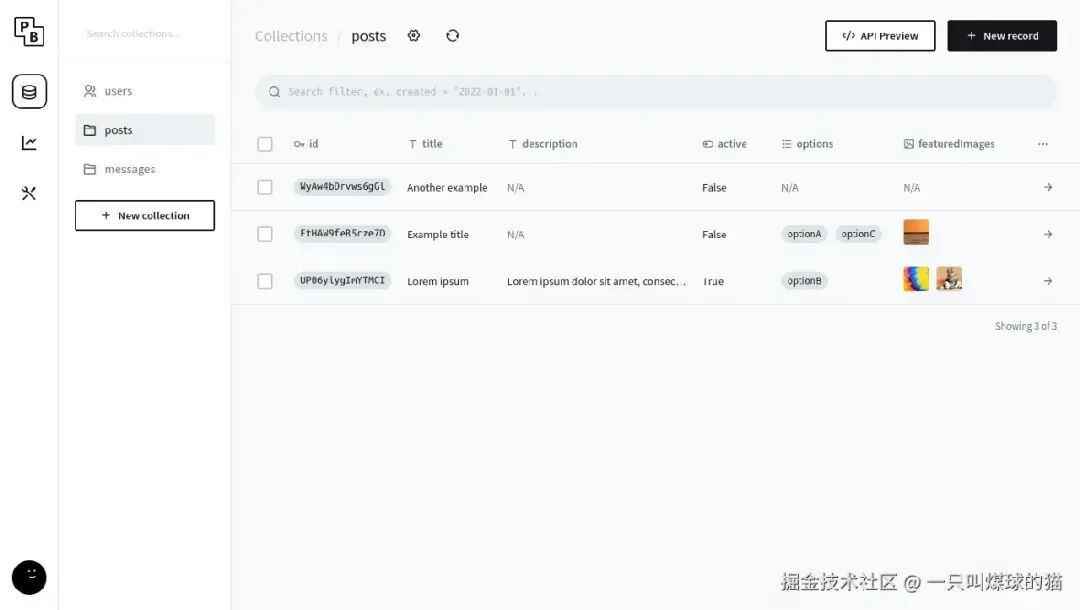 PB
Search collections...
Collections / posts
API Preview
+ New record
users
posts
messages
+ New collection
Search filter, ex. created > "2022-01-01"...
id title description active options featuredImages ...
Another example N/A False N/A N/A
Example title N/A False optionA optionC
Lorem ipsum Lorem ipsum dolor sit amet, consec... True optionB
Showing 3 of 3
掘金技术社区 @ 一只叫煤球的猫